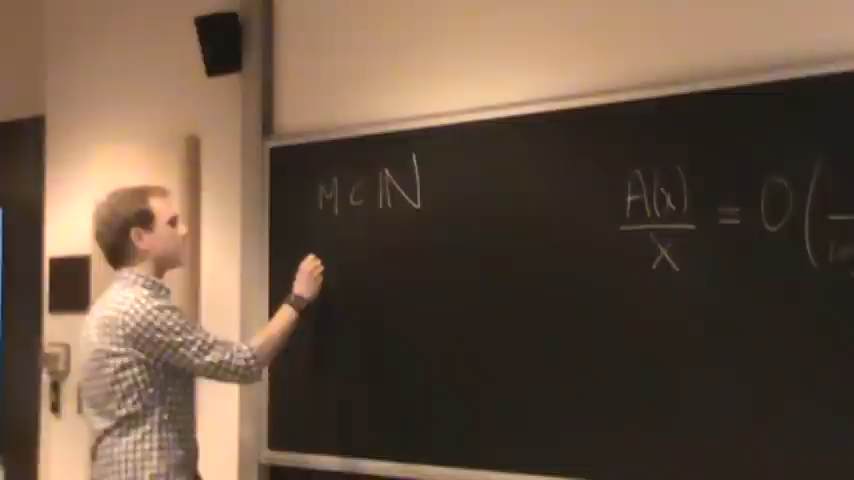 M ⊂ ℕ
A(x)/x = O(